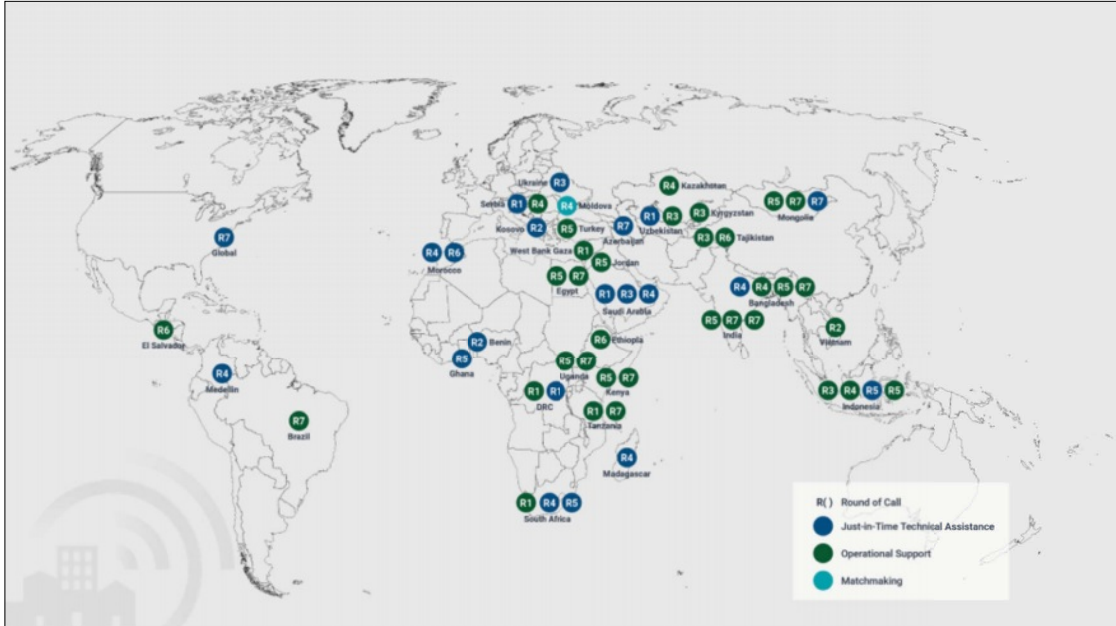 Ukraine R3
R4 Kazakhstan
Serbia R1 R4
R4 Moldova
R5 R7 R7
Mongolia
Kosovo R2
R5 Turkey
R7
Azerbaijan
R1 R3
Uzbekistan
R3 Kyrgyzstan
R3 R6 Tajikistan
R7
Global
R4 R6
Morocco
West Bank Gaza R1
R5 Jordan
R5 R7
Egypt
R1 R3 R4
Saudi Arabia
R4 R4 R5 R7
Bangladesh
R5 R7 R7
India
R2
Vietnam
R6
El Salvador
R2 Benin
R5
Ghana
R6 Ethiopia
R5 R7
Uganda
R5 R7
Kenya
R4
Medellin
R1 R1
DRC
R3 R4 R5 R5
Indonesia
R7
Brazil
R1 R7
Tanzania
R4
Madagascar
R1 R4 R5
South Africa
R( ) Round of Call
Just-in-Time Technical Assistance
Operational Support
Matchmaking